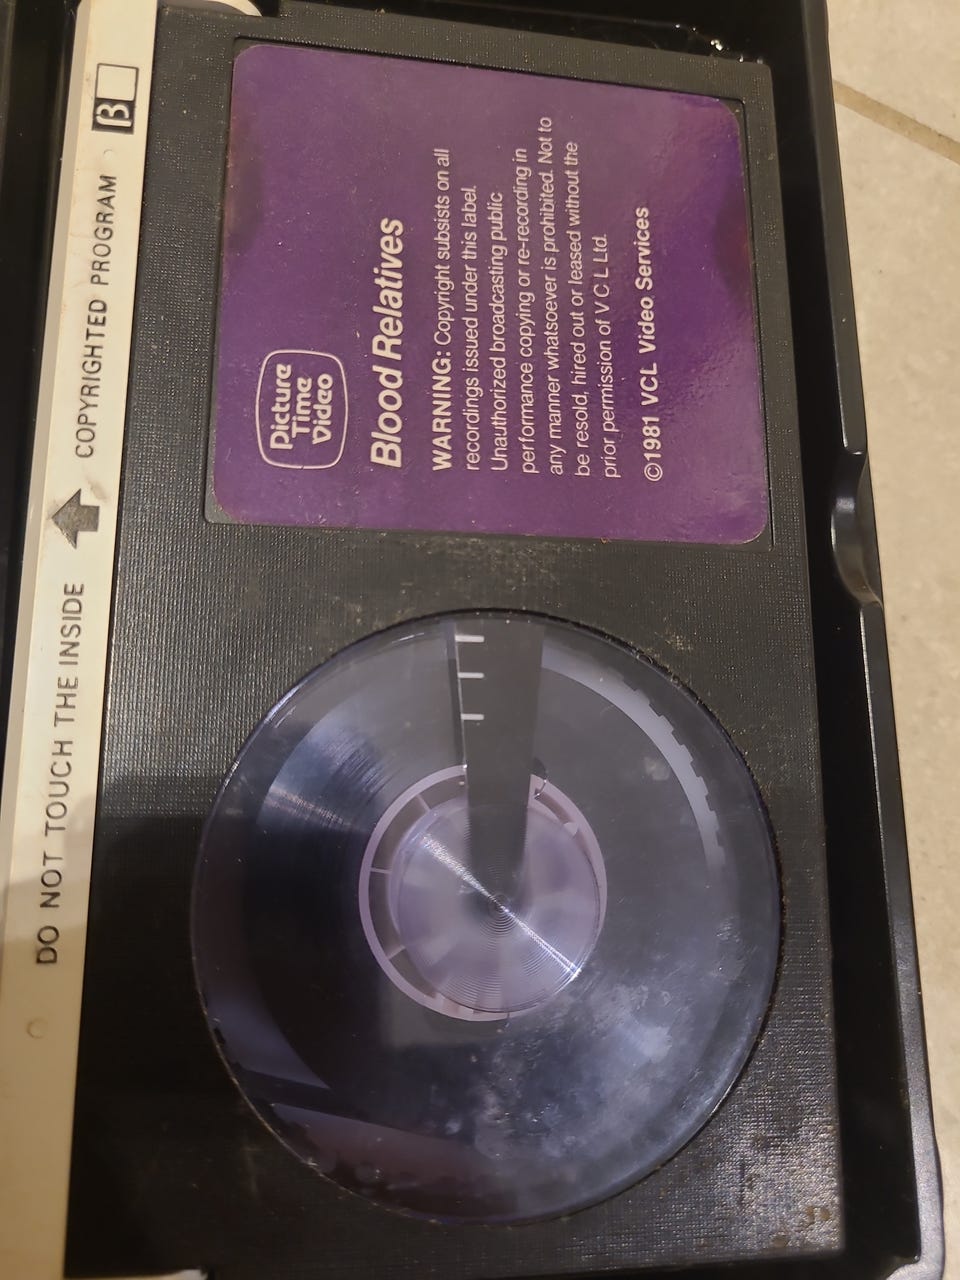 DO NOT TOUCH THE INSIDE
COPYRIGHTED PROGRAM
Picture
Time
Video
Blood Relatives
WARNING: Copyright subsists on all
recordings issued under this label.
Unauthorized broadcasting public
performance copying or re-recording in
any manner whatsoever is prohibited. Not to
be resold, hired out or leased without the
prior permission of V C L Ltd.
©1981 VCL Video Services